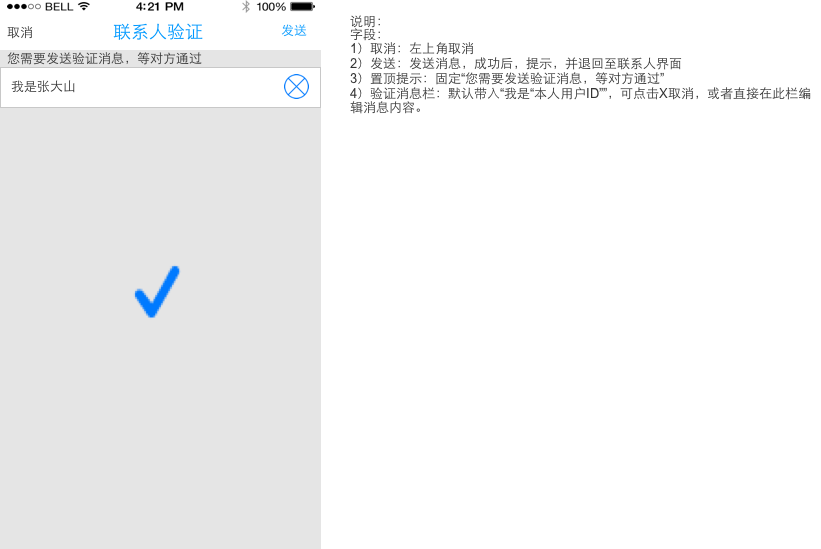 BELL 4:21 PM 100%
取消 联系人验证 发送
您需要发送验证消息，等对方通过
我是张大山
说明：
字段：
1）取消：左上角取消
2）发送：发送消息，成功后，提示，并退回至联系人界面
3）置顶提示：固定“您需要发送验证消息，等对方通过”
4）验证消息栏：默认带入“我是“本人用户ID””，可点击X取消，或者直接在此栏编
辑消息内容。